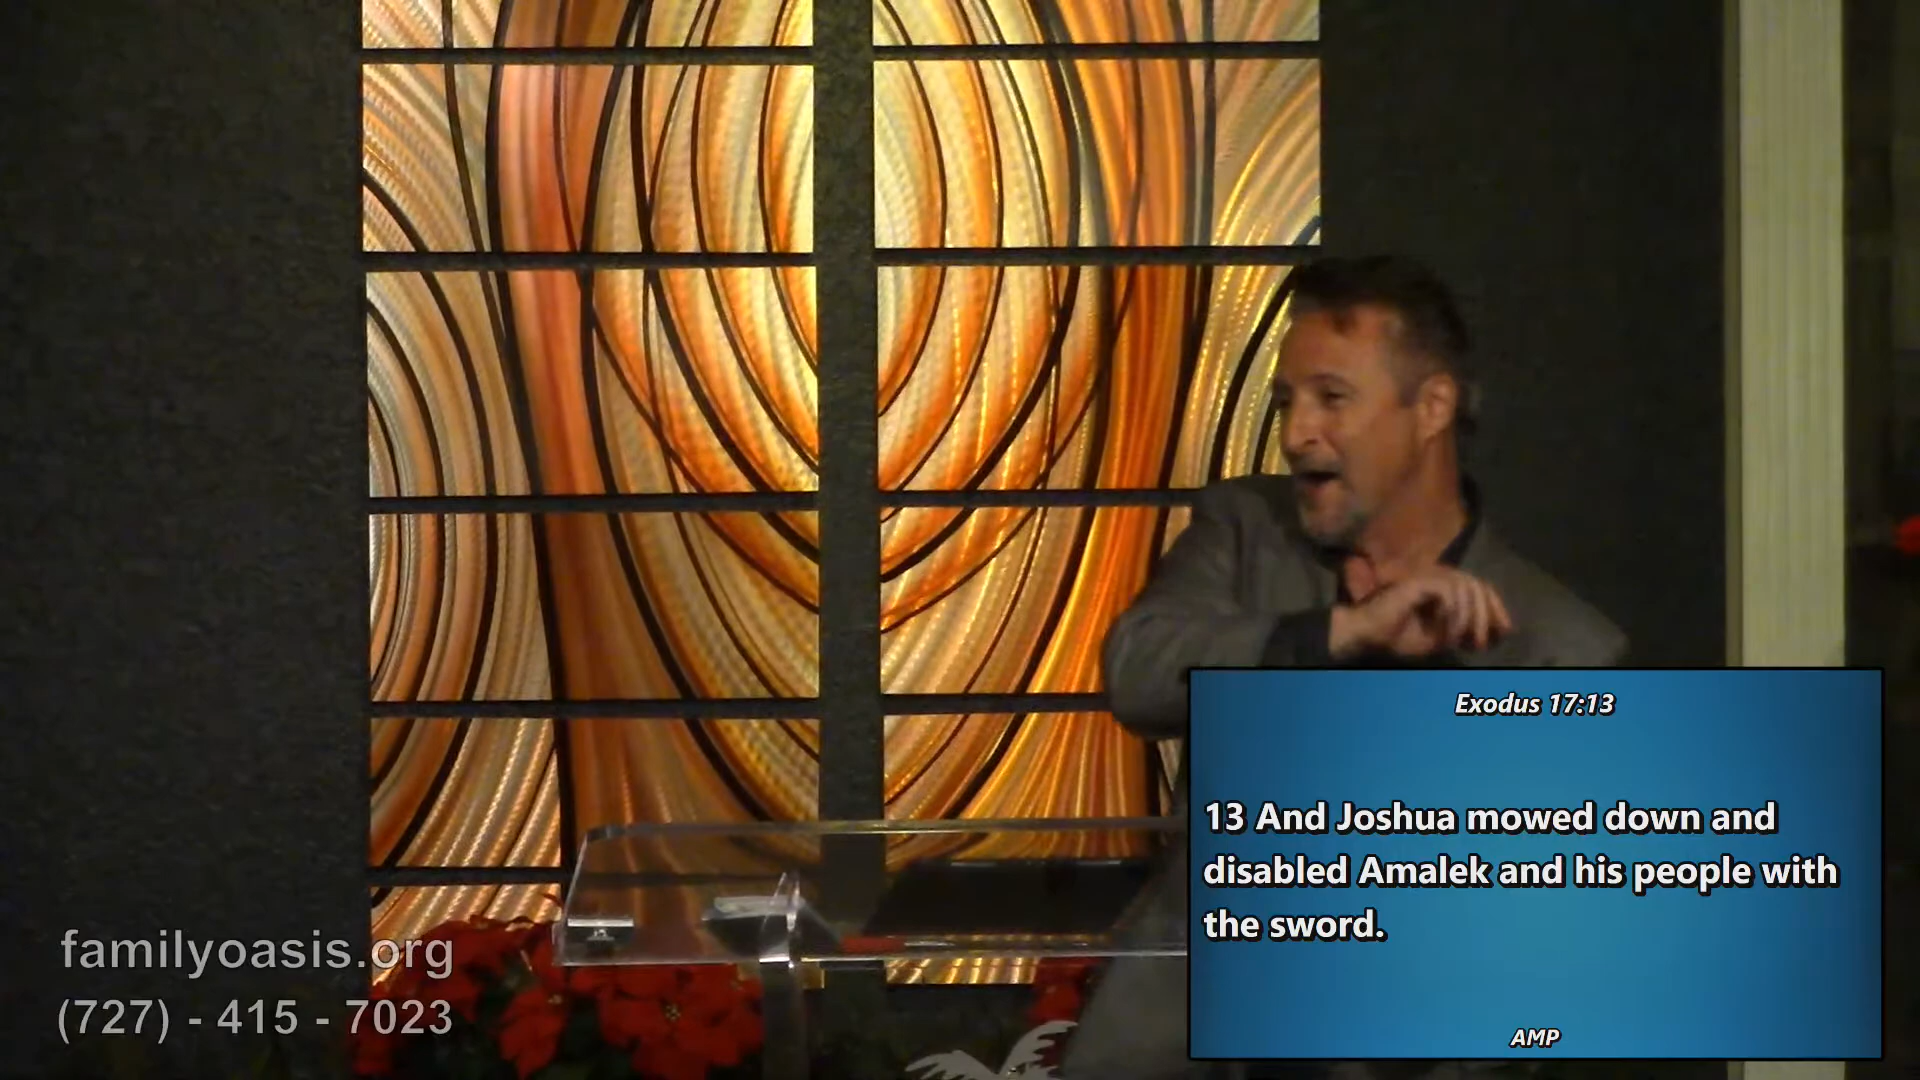 Exodus 17:13
13 And Joshua mowed down and
disabled Amalek and his people with
the sword.
AMP
familyoasis.org
(727) - 415 - 7023